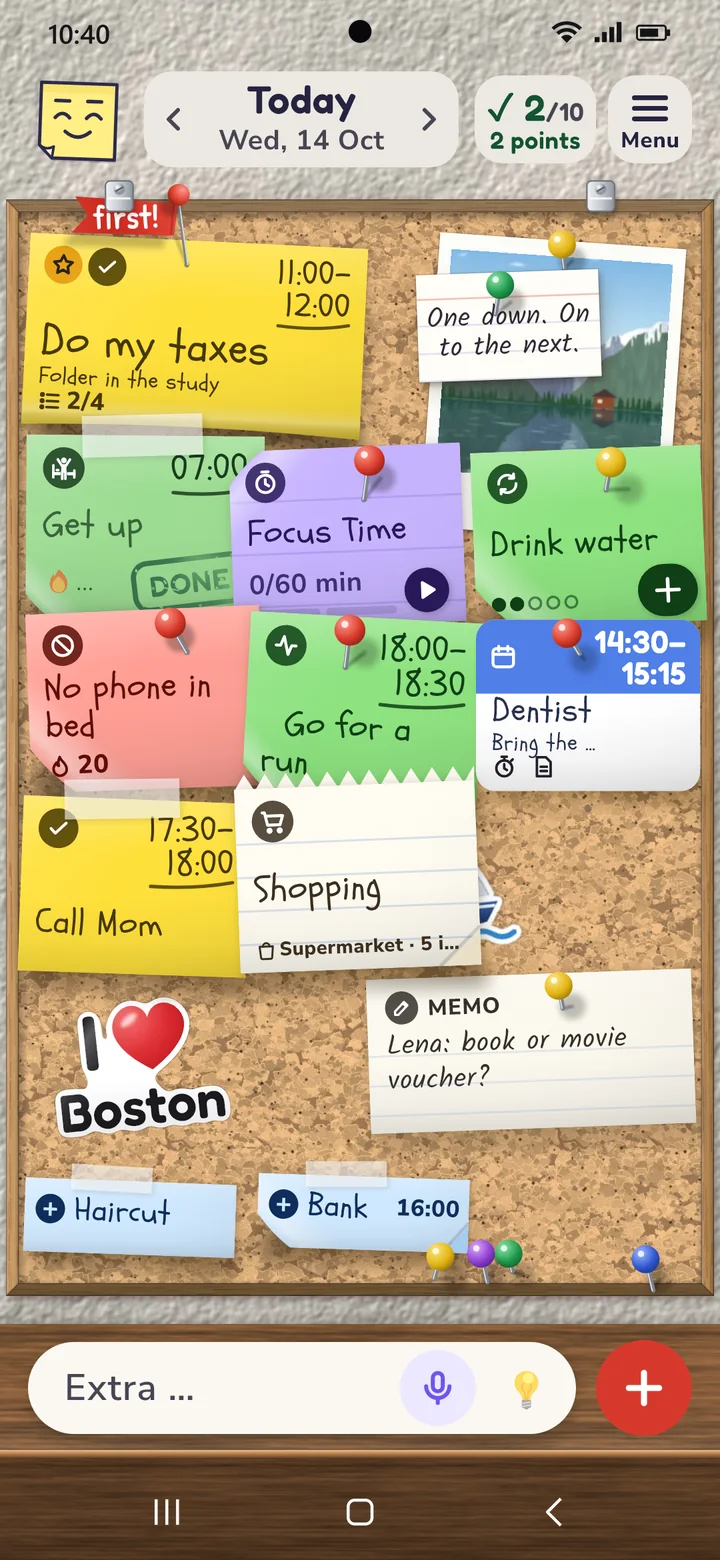 10:40
Today
Wed, 14 Oct
2/10
2 points
Menu
first!
11:00–
12:00
Do my taxes
Folder in the study
2/4
One down. On
to the next.
07:00
Get up
...
DONE
Focus Time
0/60 min
Drink water
No phone in
bed
20
18:00–
18:30
Go for a
run
14:30–
15:15
Dentist
Bring the ...
17:30–
18:00
Call Mom
Shopping
Supermarket · 5 i...
MEMO
Lena: book or movie
voucher?
I
Boston
Haircut
Bank 16:00
Extra ...